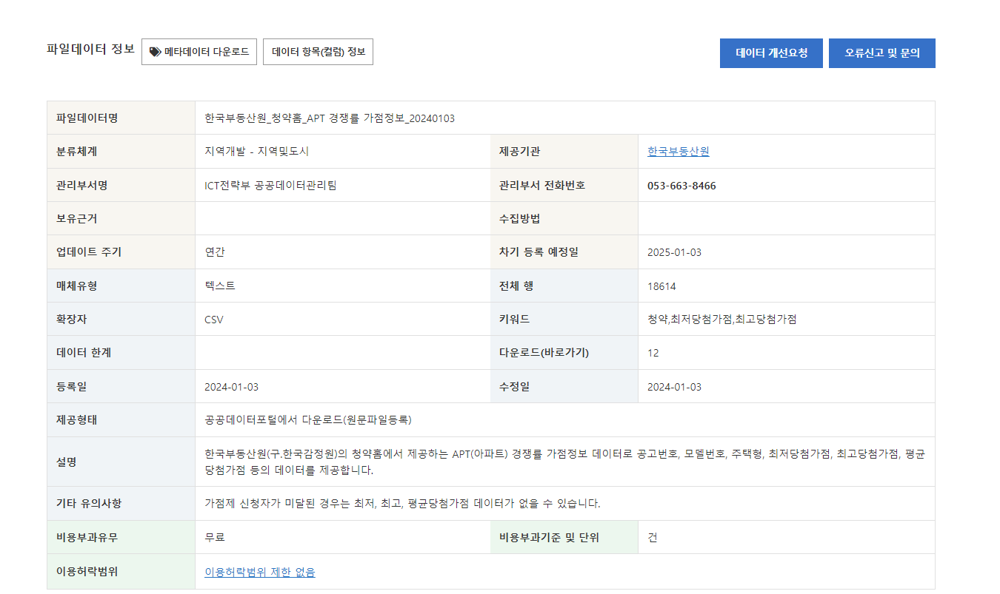 파일데이터 정보 메타데이터 다운로드 데이터 항목(컬럼) 정보 데이터 개선요청 오류신고 및 문의
파일데이터명 한국부동산원_청약홈_APT 경쟁률 가점정보_20240103
분류체계 지역개발 - 지역및도시 제공기관 한국부동산원
관리부서명 ICT전략부 공공데이터관리팀 관리부서 전화번호 053-663-8466
보유근거 수집방법
업데이트 주기 연간 차기 등록 예정일 2025-01-03
매체유형 텍스트 전체 행 18614
확장자 CSV 키워드 청약,최저당첨가점,최고당첨가점
데이터 한계 다운로드(바로가기) 12
등록일 2024-01-03 수정일 2024-01-03
제공형태 공공데이터포털에서 다운로드(원문파일등록)
설명 한국부동산원(구.한국감정원)의 청약홈에서 제공하는 APT(아파트) 경쟁률 가점정보 데이터로 공고번호, 모델번호, 주택형, 최저당첨가점, 최고당첨가점, 평균
당첨가점 등의 데이터를 제공합니다.
기타 유의사항 가점제 신청자가 미달된 경우는 최저, 최고, 평균당첨가점 데이터가 없을 수 있습니다.
비용부과유무 무료 비용부과기준 및 단위 건
이용허락범위 이용허락범위 제한 없음